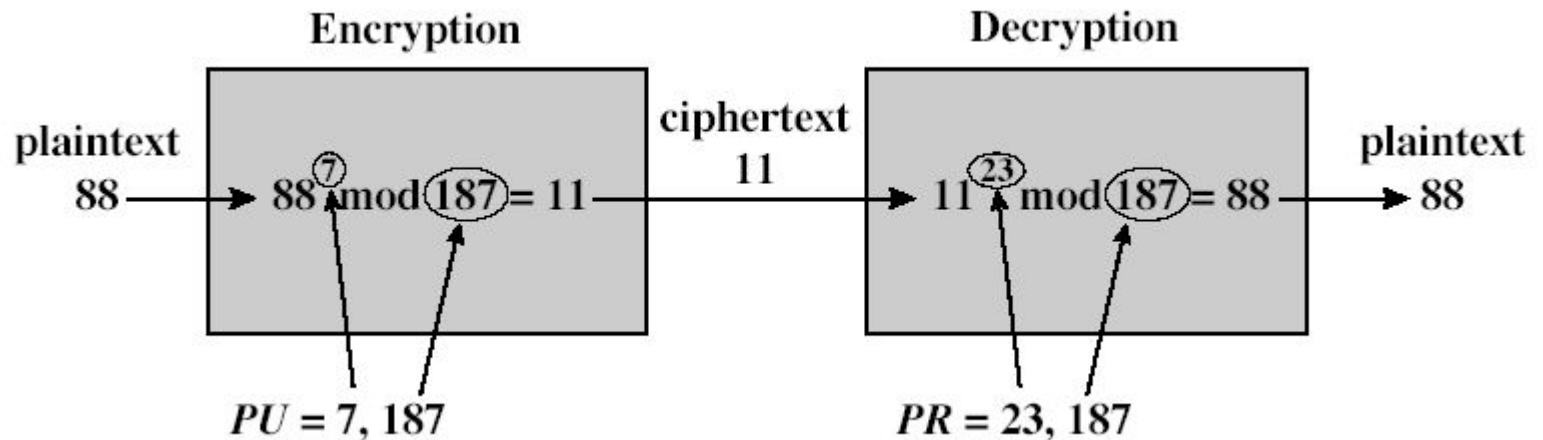 Encryption
Decryption
plaintext
88
88^7 mod 187 = 11
ciphertext
11
11^23 mod 187 = 88
plaintext
88
PU = 7, 187
PR = 23, 187